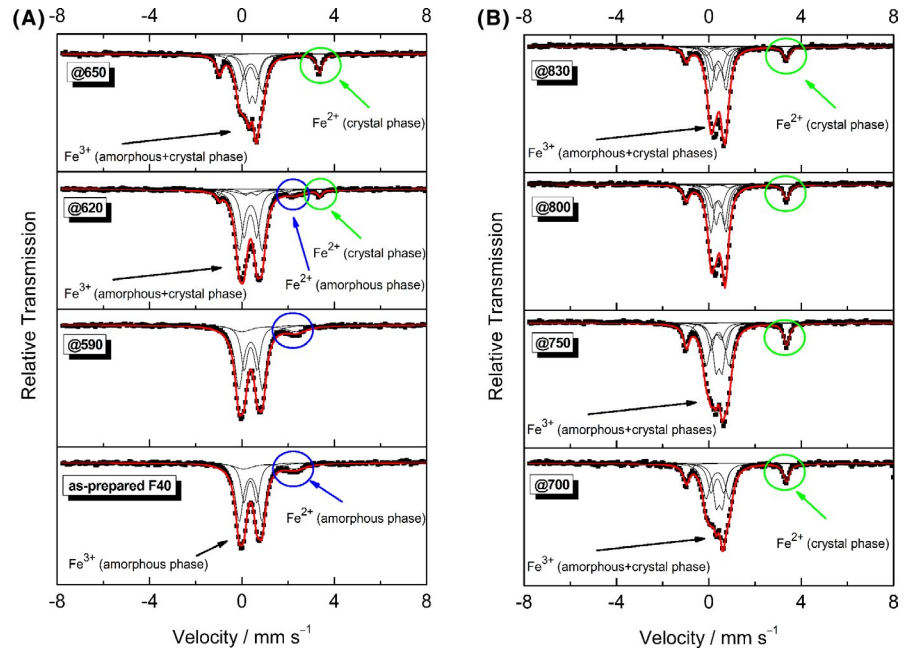 (A)
-8 -4 0 4 8
@650
Fe2+ (crystal phase)
Fe3+ (amorphous+crystal phase)
@620
Fe2+ (crystal phase)
Fe2+ (amorphous phase)
Fe3+ (amorphous+crystal phase)
@590
as-prepared F40
Fe2+ (amorphous phase)
Fe3+ (amorphous phase)
-8 -4 0 4 8
Velocity / mm s–1
Relative Transmission
(B)
-8 -4 0 4 8
@830
Fe2+ (crystal phase)
Fe3+ (amorphous+crystal phases)
@800
@750
Fe3+ (amorphous+crystal phases)
@700
Fe2+ (crystal phase)
Fe3+ (amorphous+crystal phases)
-8 -4 0 4 8
Velocity / mm s–1
Relative Transmission